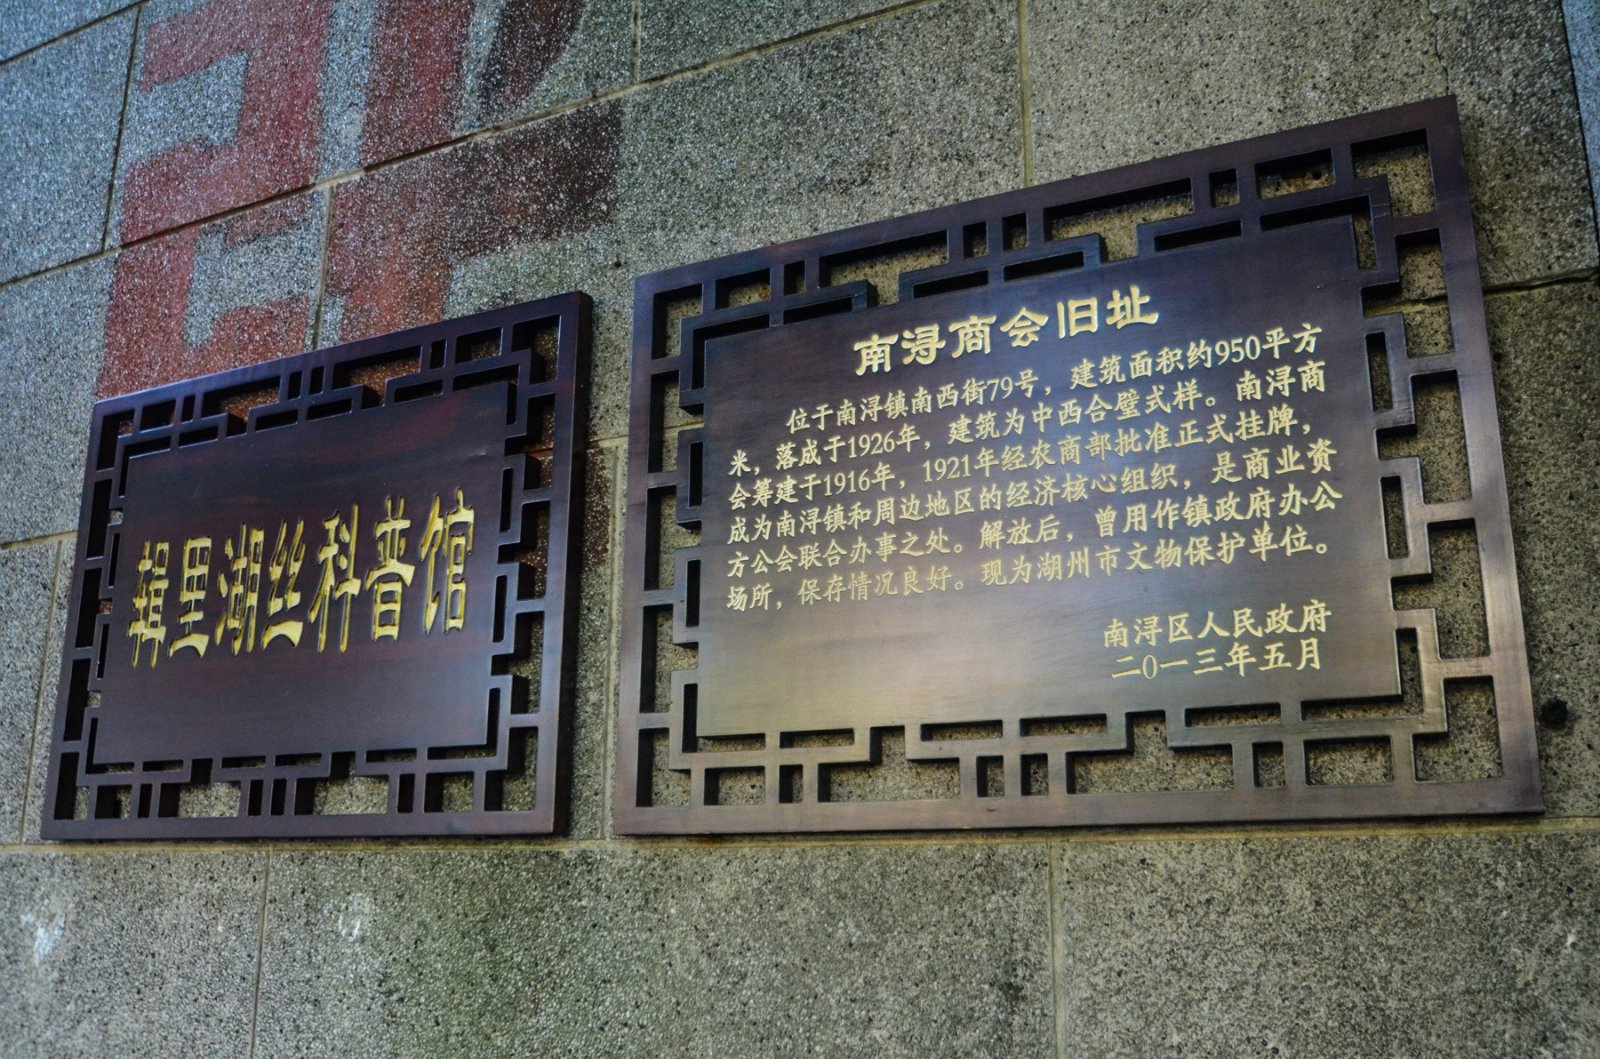 辑里湖丝科普馆
南浔商会旧址
位于南浔镇南西街79号，建筑面积约950平方
米，落成于1926年，建筑为中西合璧式样。南浔商
会筹建于1916年，1921年经农商部批准正式挂牌，
成为南浔镇和周边地区的经济核心组织，是商业资
方公会联合办事之处。解放后，曾用作镇政府办公
场所，保存情况良好。现为湖州市文物保护单位。
南浔区人民政府
二〇一三年五月